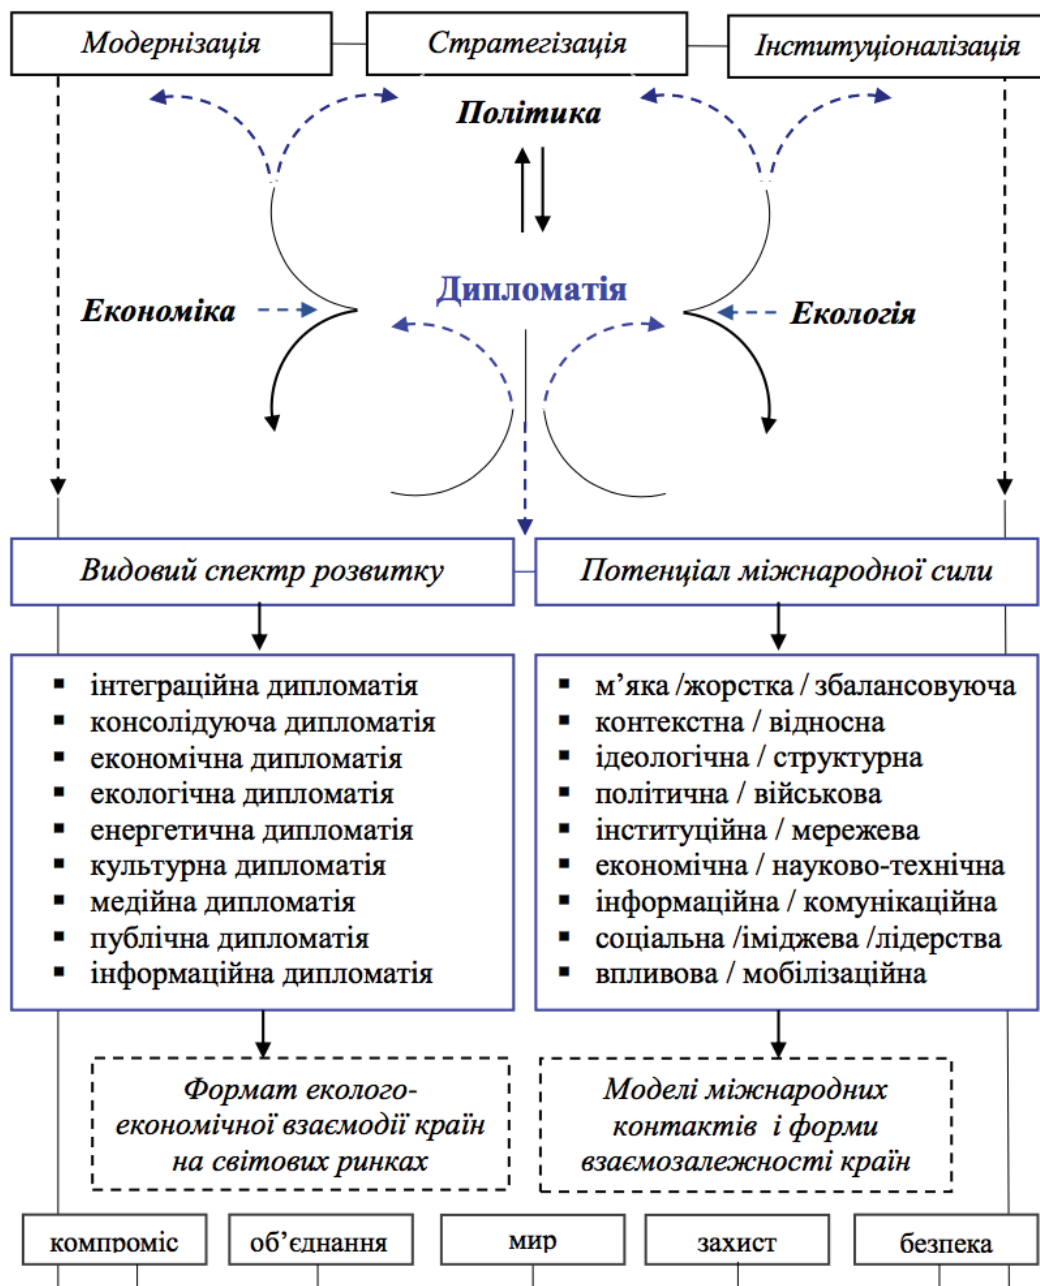 Модернізація
Стратегізація
Інституціоналізація
Політика
Дипломатія
Економіка
Екологія
Видовий спектр розвитку
Потенціал міжнародної сили
▪ інтеграційна дипломатія
▪ консолідуюча дипломатія
▪ економічна дипломатія
▪ екологічна дипломатія
▪ енергетична дипломатія
▪ культурна дипломатія
▪ медійна дипломатія
▪ публічна дипломатія
▪ інформаційна дипломатія
▪ м’яка /жорстка / збалансовуюча
▪ контекстна / відносна
▪ ідеологічна / структурна
▪ політична / військова
▪ інституційна / мережева
▪ економічна / науково-технічна
▪ інформаційна / комунікаційна
▪ соціальна /іміджева /лідерства
▪ впливова / мобілізаційна
Формат еколого-
економічної взаємодії країн
на світових ринках
Моделі міжнародних
контактів і форми
взаємозалежності країн
компроміс
об’єднання
мир
захист
безпека